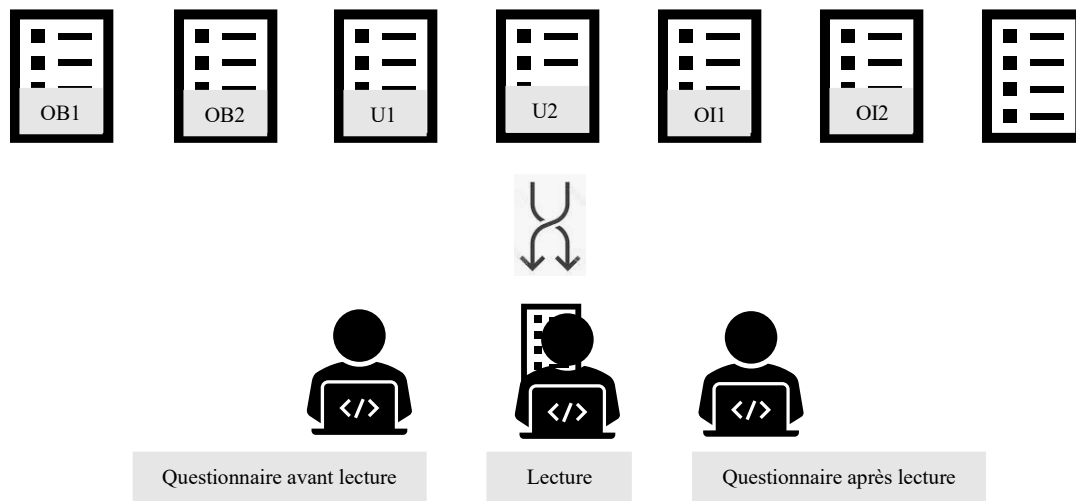 OB1
OB2
U1
U2
OI1
OI2
</>
</>
</>
Questionnaire avant lecture
Lecture
Questionnaire après lecture